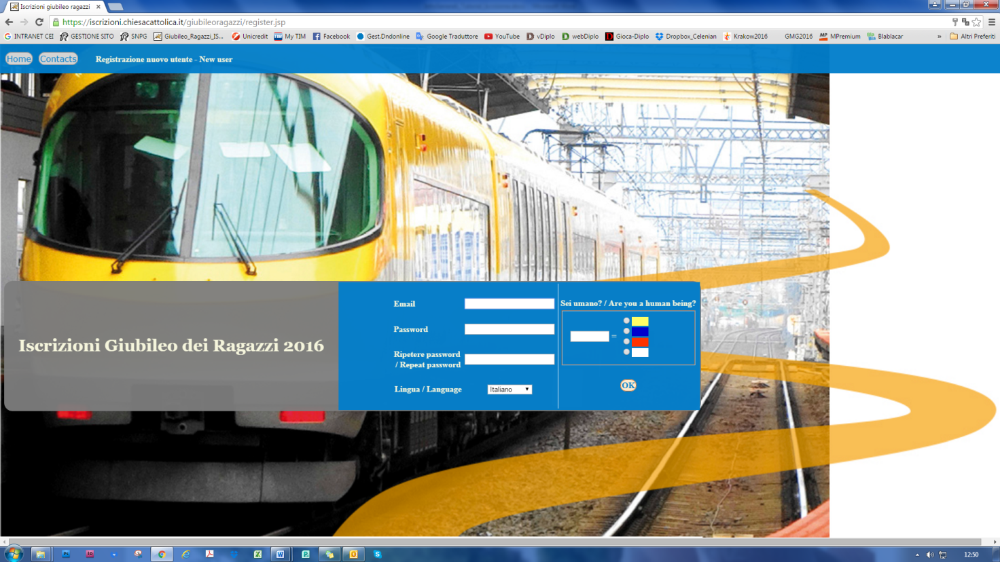 Iscrizioni giubileo ragazzi
https://iscrizioni.chiesacattolica.it/giubileoragazzi/register.jsp
INTRANET CEI GESTIONE SITO SNPG Giubileo_Ragazzi_IS... Unicredit My TIM Facebook Gest.Dndonline Google Traduttore YouTube vDiplo webDiplo Gioca-Diplo Dropbox_Celenian Krakow2016 GMG2016 MPremium Blablacar » Altri Preferiti
Home Contacts Registrazione nuovo utente - New user
Iscrizioni Giubileo dei Ragazzi 2016
Email
Password
Ripetere password
/ Repeat password
Lingua / Language Italiano
Sei umano? / Are you a human being?
=
OK
12:50